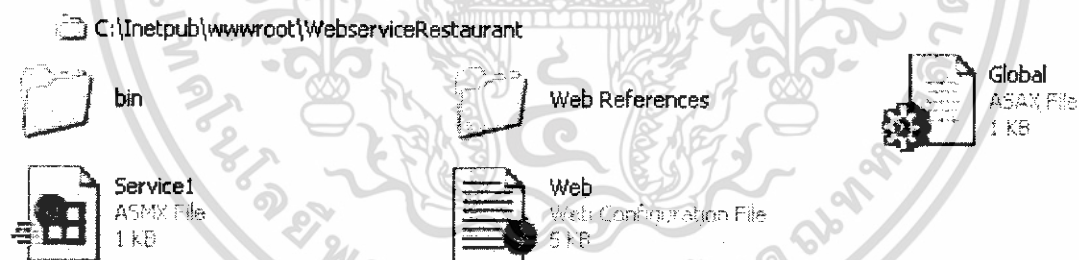 C:\Inetpub\wwwroot\WebserviceRestaurant
bin
Web References
Global
ASAX File
1 KB
Service1
ASMX File
1 KB
Web
Web Configuration File
5 KB